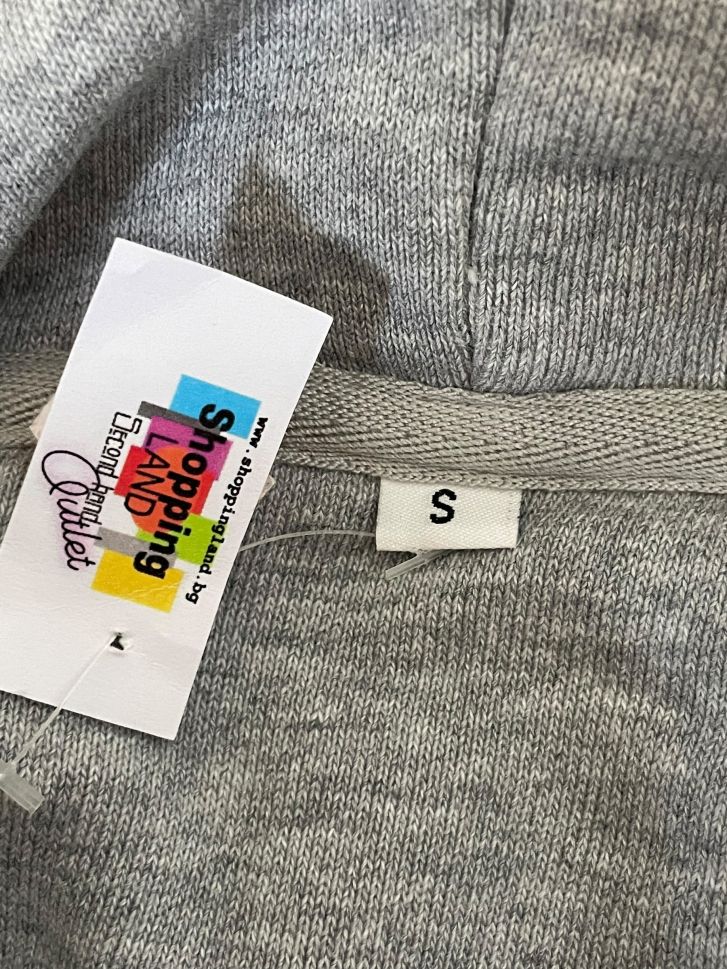 www.shoppingland.bg
Shopping
LAND
Second Hand
Outlet
S